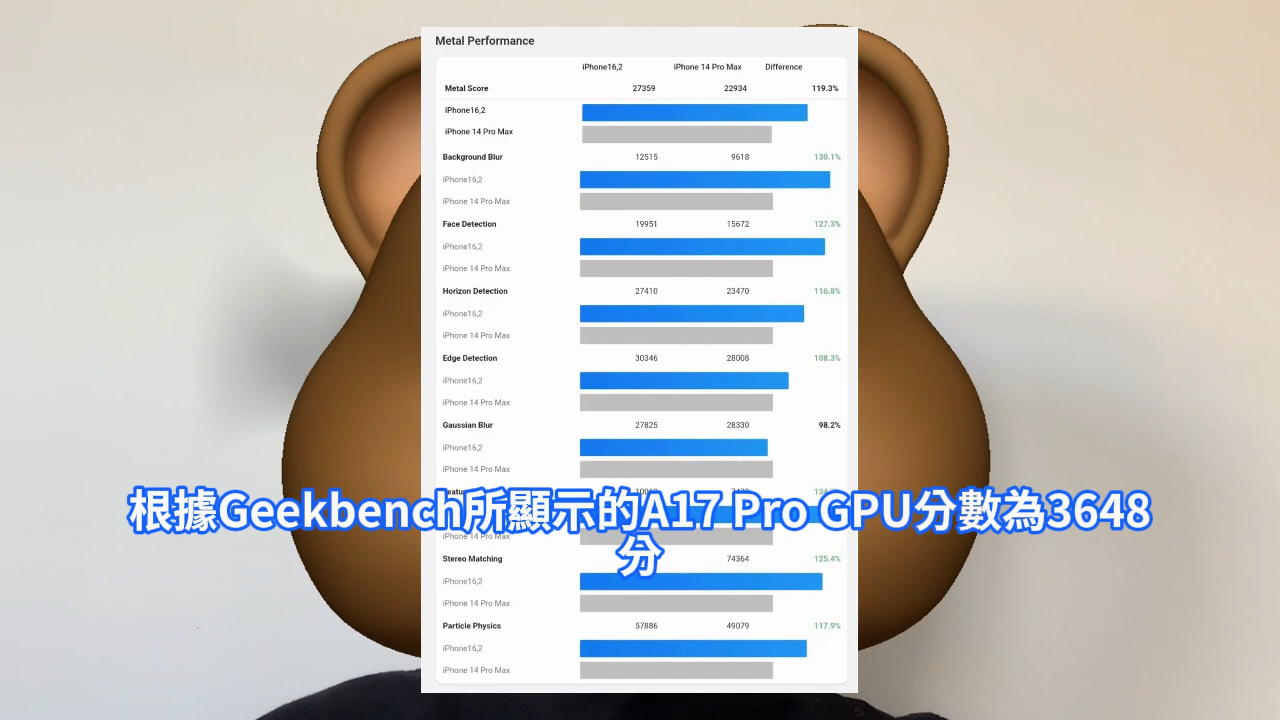 Metal Performance
iPhone16,2 iPhone 14 Pro Max Difference
Metal Score 27359 22934 119.3%
iPhone16,2
iPhone 14 Pro Max
Background Blur 12515 9618 130.1%
iPhone16,2
iPhone 14 Pro Max
Face Detection 19951 15672 127.3%
iPhone16,2
iPhone 14 Pro Max
Horizon Detection 27410 23470 116.8%
iPhone16,2
iPhone 14 Pro Max
Edge Detection 30346 28008 108.3%
iPhone16,2
iPhone 14 Pro Max
Gaussian Blur 27825 28330 98.2%
iPhone16,2
iPhone 14 Pro Max
根據Geekbench所顯示的A17 Pro GPU分數為3648
分
iPhone 14 Pro Max
Stereo Matching 74364 125.4%
iPhone16,2
iPhone 14 Pro Max
Particle Physics 57886 49079 117.9%
iPhone16,2
iPhone 14 Pro Max